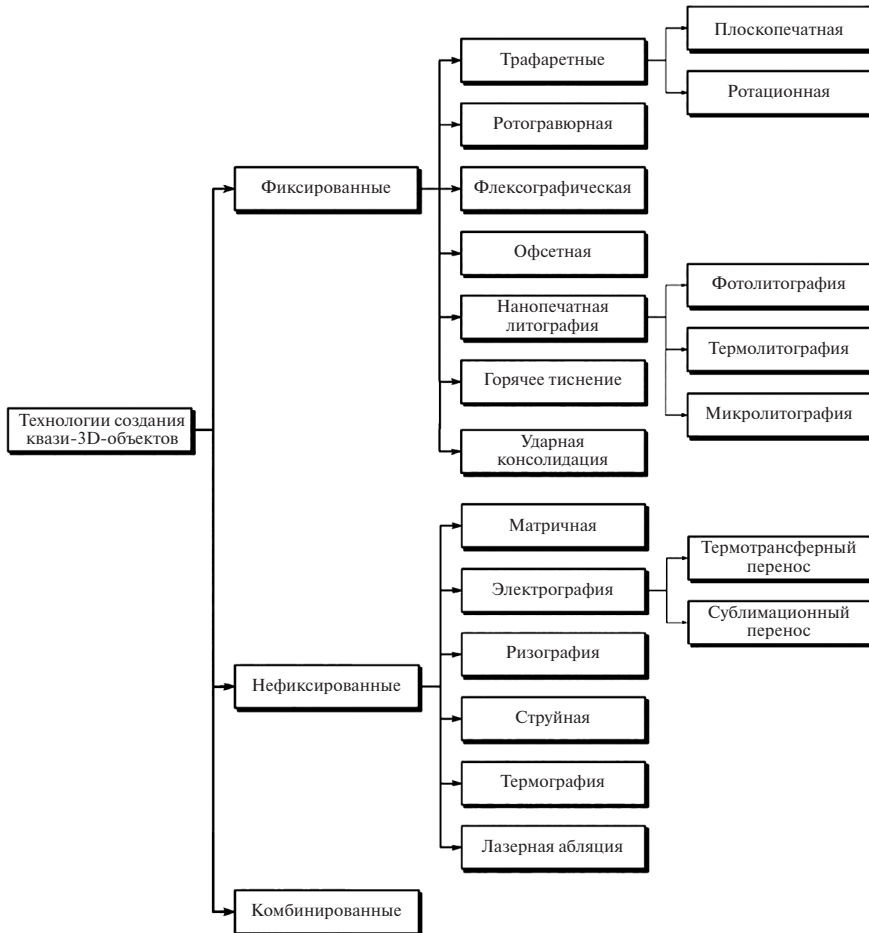 Технологии создания
квази-3D-объектов
Фиксированные
Трафаретные
Плоскопечатная
Ротационная
Ротогравюрная
Флексографическая
Офсетная
Нанопечатная
литография
Фотолитография
Термолитография
Микролитография
Горячее тиснение
Ударная
консолидация
Нефиксированные
Матричная
Электрография
Термотрансферный
перенос
Сублимационный
перенос
Ризография
Струйная
Термография
Лазерная абляция
Комбинированные